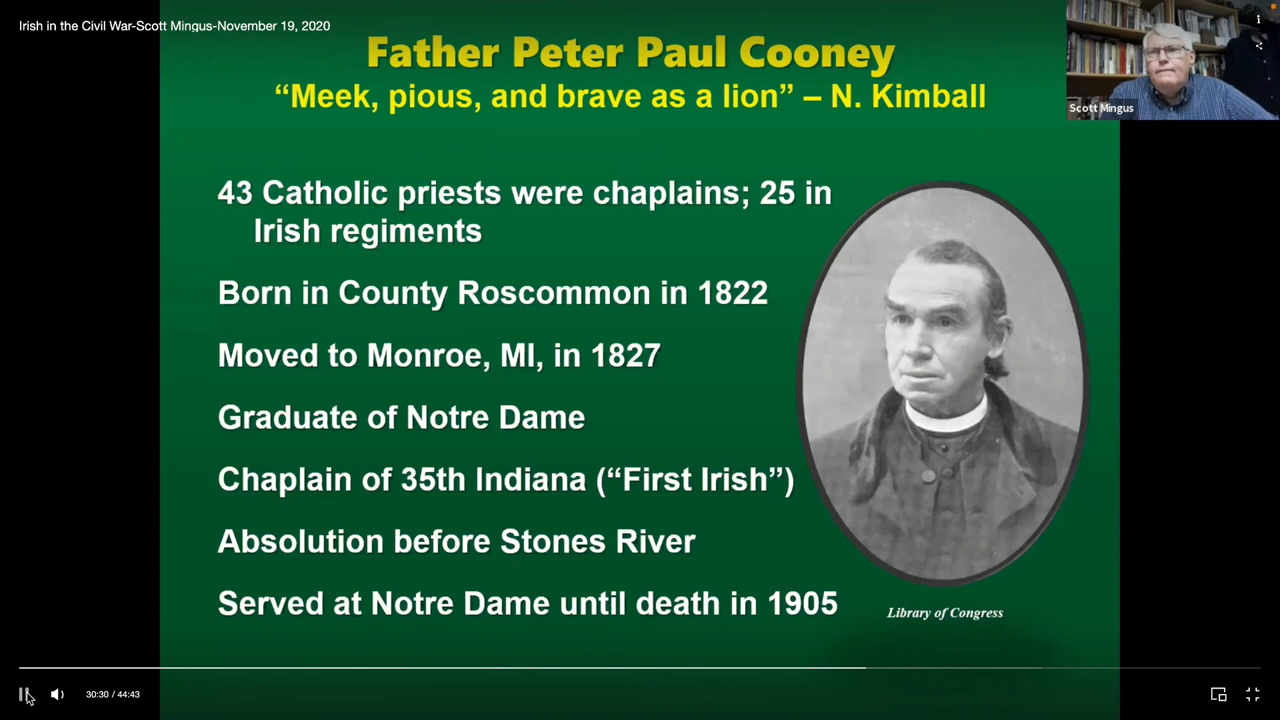 Irish in the Civil War-Scott Mingus-November 19, 2020
Father Peter Paul Cooney
“Meek, pious, and brave as a lion” – N. Kimball
Scott Mingus
43 Catholic priests were chaplains; 25 in
Irish regiments
Born in County Roscommon in 1822
Moved to Monroe, MI, in 1827
Graduate of Notre Dame
Chaplain of 35th Indiana (“First Irish”)
Absolution before Stones River
Served at Notre Dame until death in 1905
Library of Congress
30:30 / 44:43